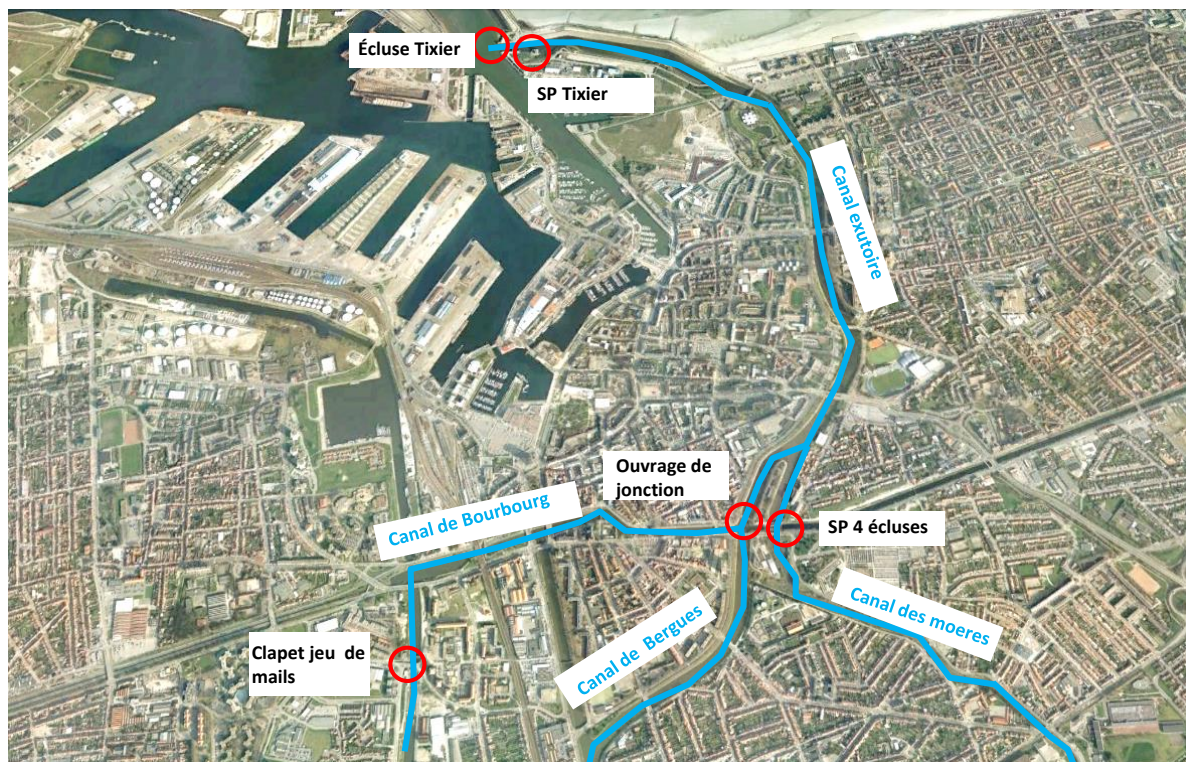 Écluse Tixier
SP Tixier
Canal exutoire
Ouvrage de
jonction
Canal de Bourbourg
SP 4 écluses
Canal des moeres
Canal de Bergues
Clapet jeu de
mails